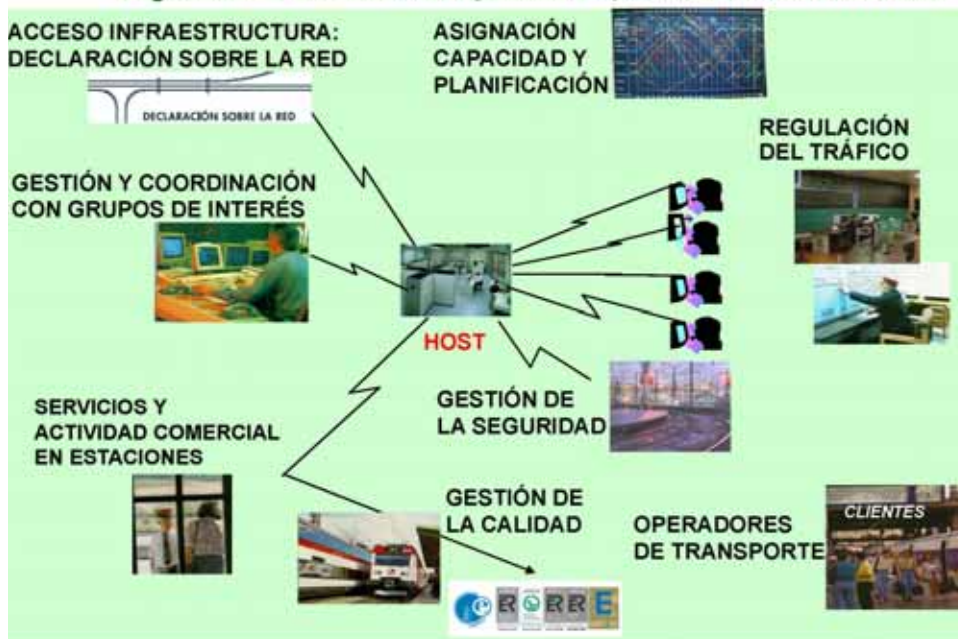 ACCESO INFRAESTRUCTURA:
DECLARACIÓN SOBRE LA RED
DECLARACIÓN SOBRE LA RED
ASIGNACIÓN
CAPACIDAD Y
PLANIFICACIÓN
REGULACIÓN
DEL TRÁFICO
GESTIÓN Y COORDINACIÓN
CON GRUPOS DE INTERÉS
HOST
GESTIÓN DE
LA SEGURIDAD
SERVICIOS Y
ACTIVIDAD COMERCIAL
EN ESTACIONES
GESTIÓN DE
LA CALIDAD
OPERADORES
DE TRANSPORTE
CLIENTES